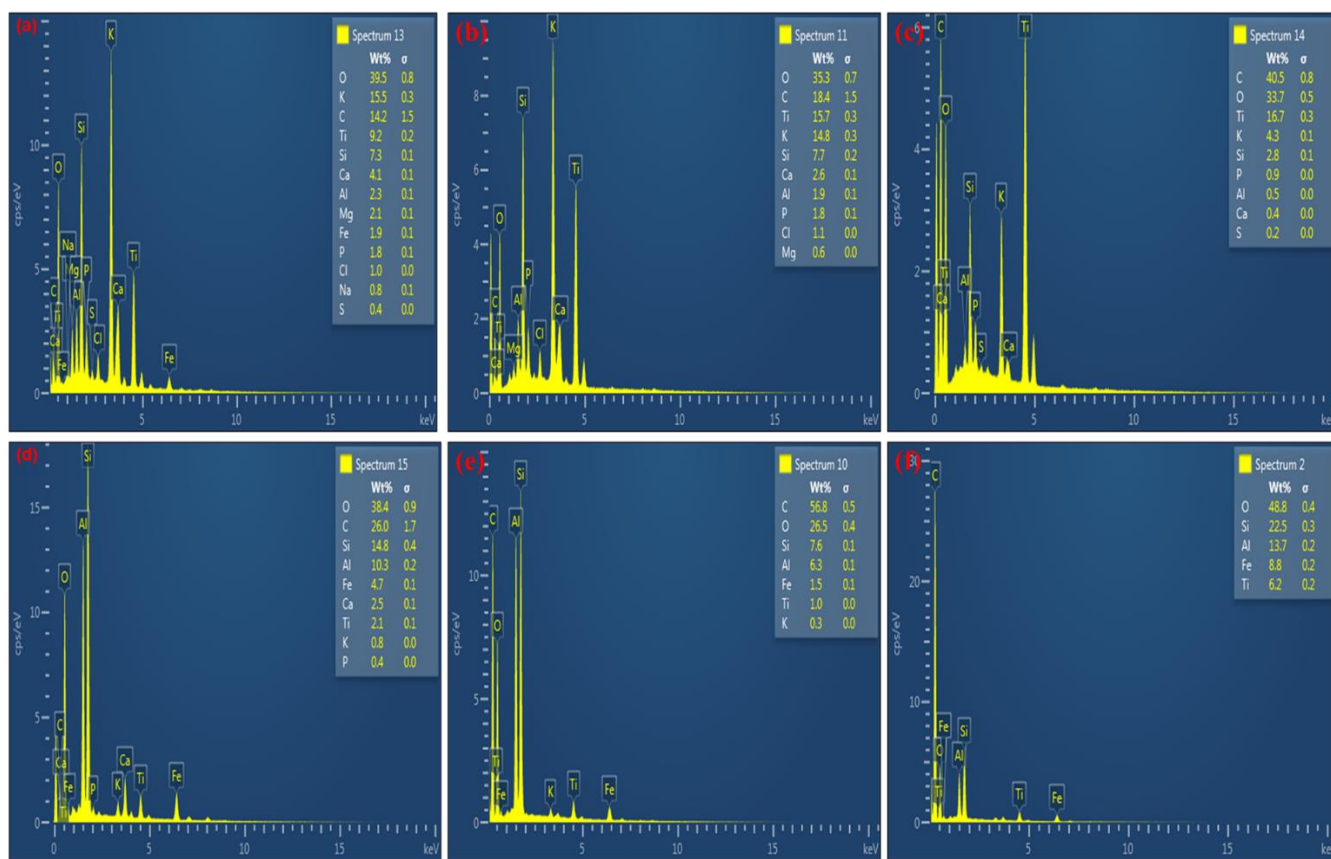 (a)
Spectrum 13
Wt% σ
O 39.5 0.8
K 15.5 0.3
C 14.2 1.5
Ti 9.2 0.2
Si 7.3 0.1
Ca 4.1 0.1
Al 2.3 0.1
Mg 2.1 0.1
Fe 1.9 0.1
P 1.8 0.1
Cl 1.0 0.0
Na 0.8 0.1
S 0.4 0.0
K
Si
O
Na
Mg
P
Al
C
Ti
S
Ca
Ti
Ca
Cl
Fe
Fe
cps/eV
10
5
0
5
10
15
keV
(b)
Spectrum 11
Wt% σ
O 35.3 0.7
C 18.4 1.5
Ti 15.7 0.3
K 14.8 0.3
Si 7.7 0.2
Ca 2.6 0.1
Al 1.9 0.1
P 1.8 0.1
Cl 1.1 0.0
Mg 0.6 0.0
K
Si
Ti
O
P
C
Al
Ti
Ca
Cl
Mg
Ca
cps/eV
8
6
4
2
0
0
5
10
15
keV
(c)
Spectrum 14
Wt% σ
C 40.5 0.8
O 33.7 0.5
Ti 16.7 0.3
K 4.3 0.1
Si 2.8 0.1
P 0.9 0.0
Al 0.5 0.0
Ca 0.4 0.0
S 0.2 0.0
C
Ti
O
Si
K
Ti
Al
Ca
P
S
Ca
cps/eV
6
4
2
0
0
5
10
15
keV
(d)
Spectrum 15
Wt% σ
O 38.4 0.9
C 26.0 1.7
Si 14.8 0.4
Al 10.3 0.2
Fe 4.7 0.1
Ca 2.5 0.1
Ti 2.1 0.1
K 0.8 0.0
P 0.4 0.0
Si
Al
O
C
Ca
Fe
Ti
P
K
Ca
Ti
Fe
cps/eV
15
10
5
0
0
5
10
15
keV
(e)
Spectrum 10
Wt% σ
C 56.8 0.5
O 26.5 0.4
Si 7.6 0.1
Al 6.3 0.1
Fe 1.5 0.1
Ti 1.0 0.0
K 0.3 0.0
Si
C
Al
O
Ti
Fe
K
Ti
Fe
cps/eV
10
5
0
0
5
10
15
keV
(f)
Spectrum 2
Wt% σ
O 48.8 0.4
Si 22.5 0.3
Al 13.7 0.2
Fe 8.8 0.2
Ti 6.2 0.2
C
Fe
Si
O
Al
Ti
Ti
Fe
cps/eV
30
20
10
0
0
5
10
15
keV